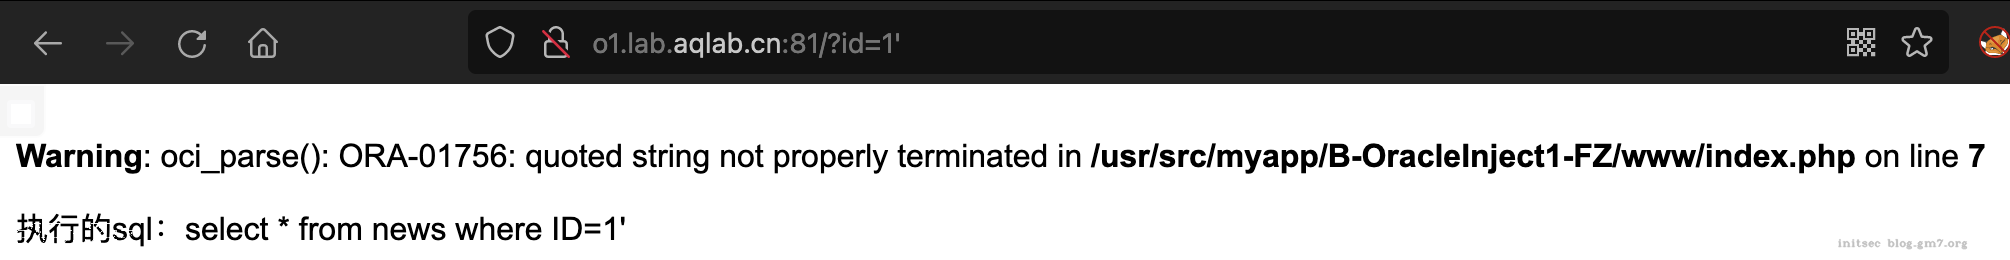 o1.lab.aqlab.cn:81/?id=1'
Warning: oci_parse(): ORA-01756: quoted string not properly terminated in /usr/src/myapp/B-OracleInject1-FZ/www/index.php on line 7
执行的sql：select * from news where ID=1'
initsec blog.gm7.org